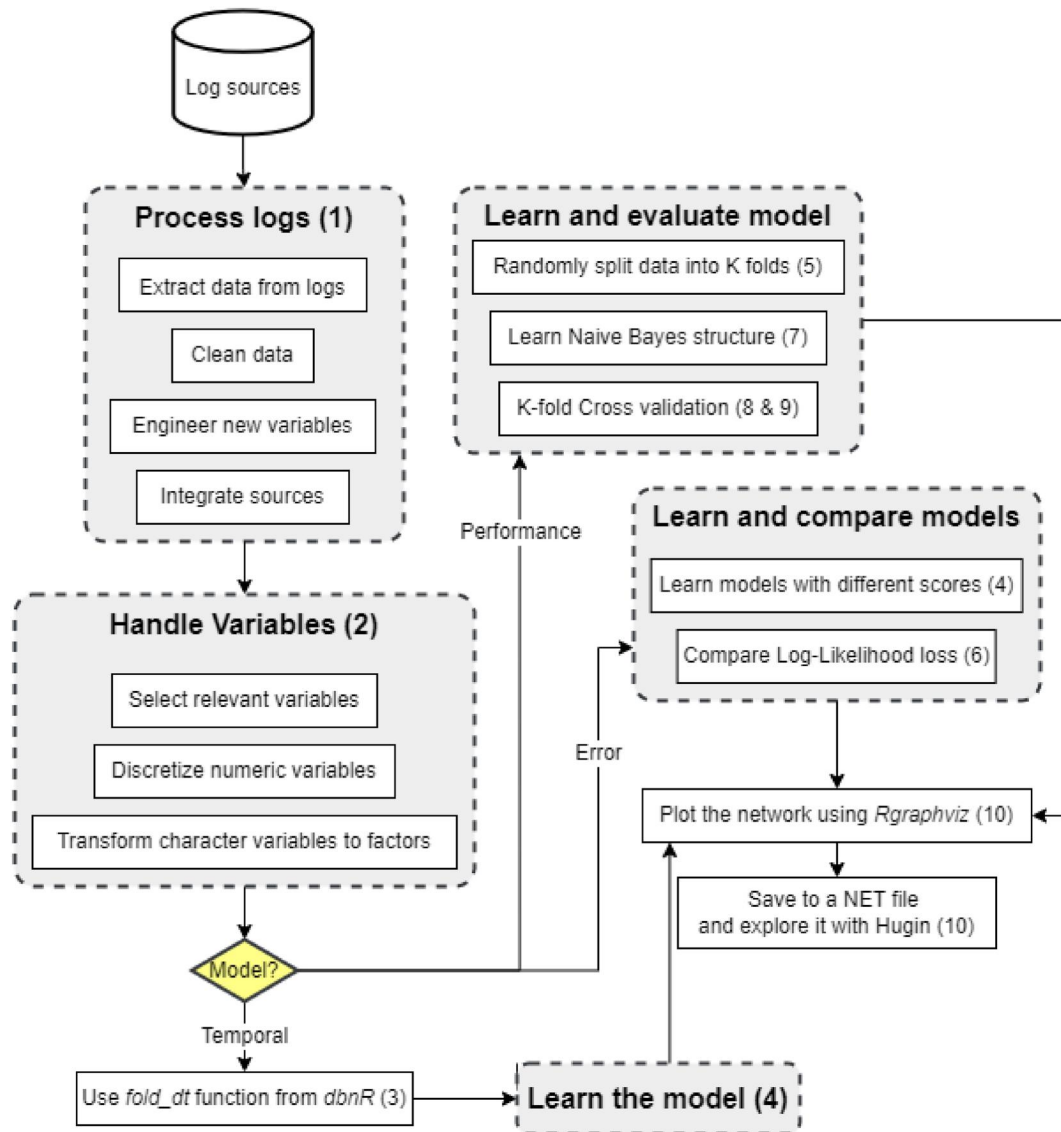 Log sources
Process logs (1)
Extract data from logs
Clean data
Engineer new variables
Integrate sources
Handle Variables (2)
Select relevant variables
Discretize numeric variables
Transform character variables to factors
Model?
Temporal
Use fold_dt function from dbnR (3)
Learn the model (4)
Performance
Learn and evaluate model
Randomly split data into K folds (5)
Learn Naive Bayes structure (7)
K-fold Cross validation (8 & 9)
Error
Learn and compare models
Learn models with different scores (4)
Compare Log-Likelihood loss (6)
Plot the network using Rgraphviz (10)
Save to a NET file
and explore it with Hugin (10)